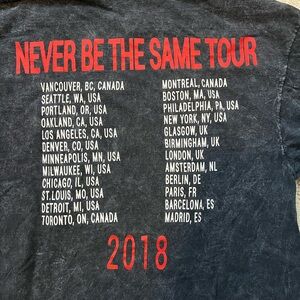 NEVER BE THE SAME TOUR
VANCOUVER, BC, CANADA
SEATTLE, WA, USA
PORTLAND, OR, USA
OAKLAND, CA, USA
LOS ANGELES, CA, USA
DENVER, CO, USA
MINNEAPOLIS, MN, USA
MILWAUKEE, WI, USA
CHICAGO, IL, USA
ST.LOUIS, MO, USA
DETROIT, MI, USA
TORONTO, ON, CANADA
MONTREAL, CANADA
BOSTON, MA, USA
PHILADELPHIA, PA, USA
NEW YORK, NY, USA
GLASGOW, UK
BIRMINGHAM, UK
LONDON, UK
AMSTERDAM, NL
BERLIN, DE
PARIS, FR
BARCELONA, ES
MADRID, ES
2018